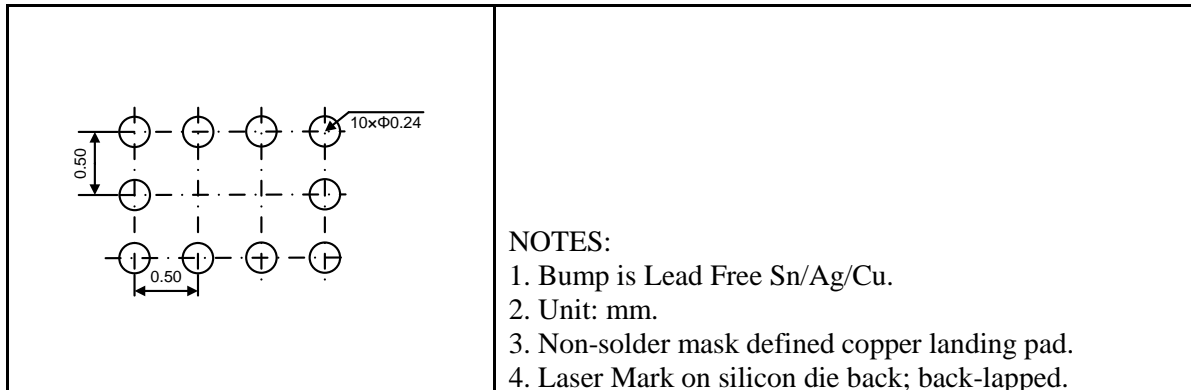 10×Φ0.24
0.50
0.50
NOTES:
1. Bump is Lead Free Sn/Ag/Cu.
2. Unit: mm.
3. Non-solder mask defined copper landing pad.
4. Laser Mark on silicon die back; back-lapped.